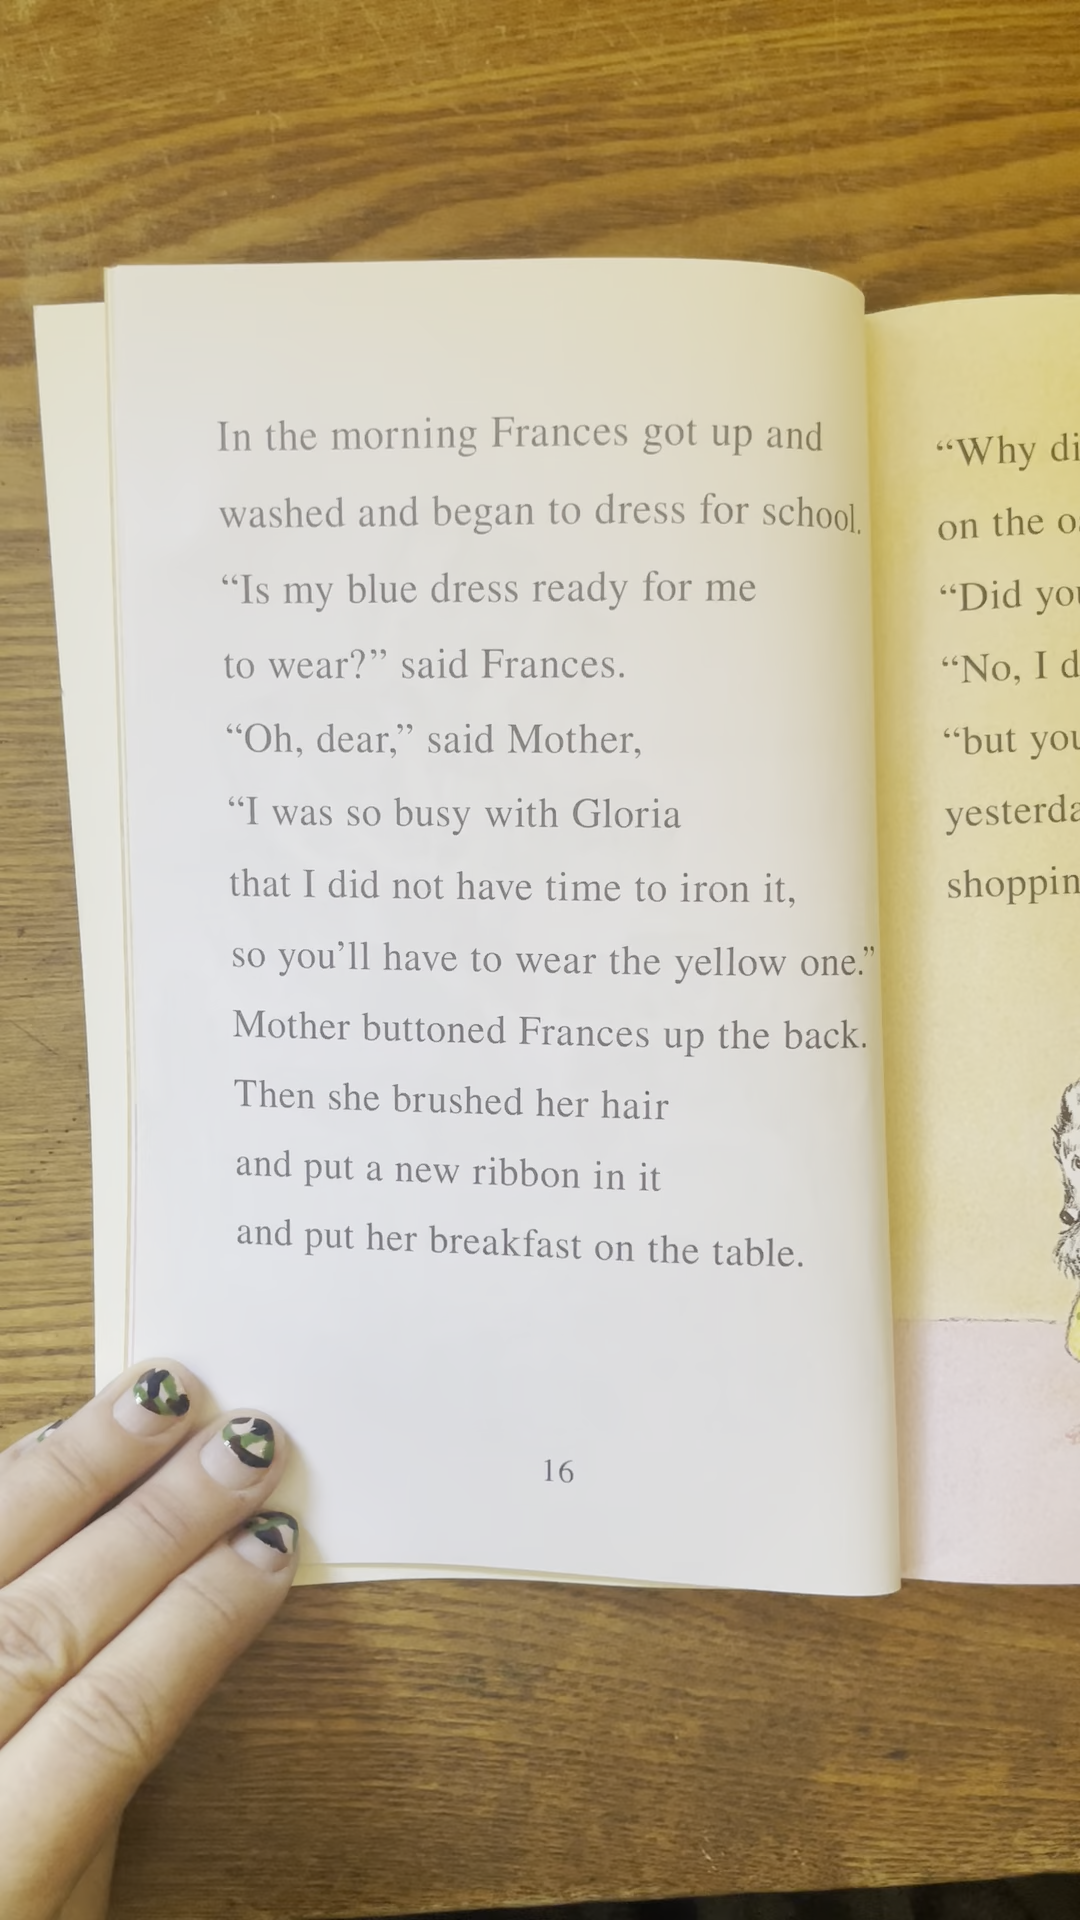 In the morning Frances got up and
washed and began to dress for school.
“Is my blue dress ready for me
to wear?” said Frances.
“Oh, dear,” said Mother,
“I was so busy with Gloria
that I did not have time to iron it,
so you’ll have to wear the yellow one.”
Mother buttoned Frances up the back.
Then she brushed her hair
and put a new ribbon in it
and put her breakfast on the table.
16
“Why
on the
“Did
“No, I
“but